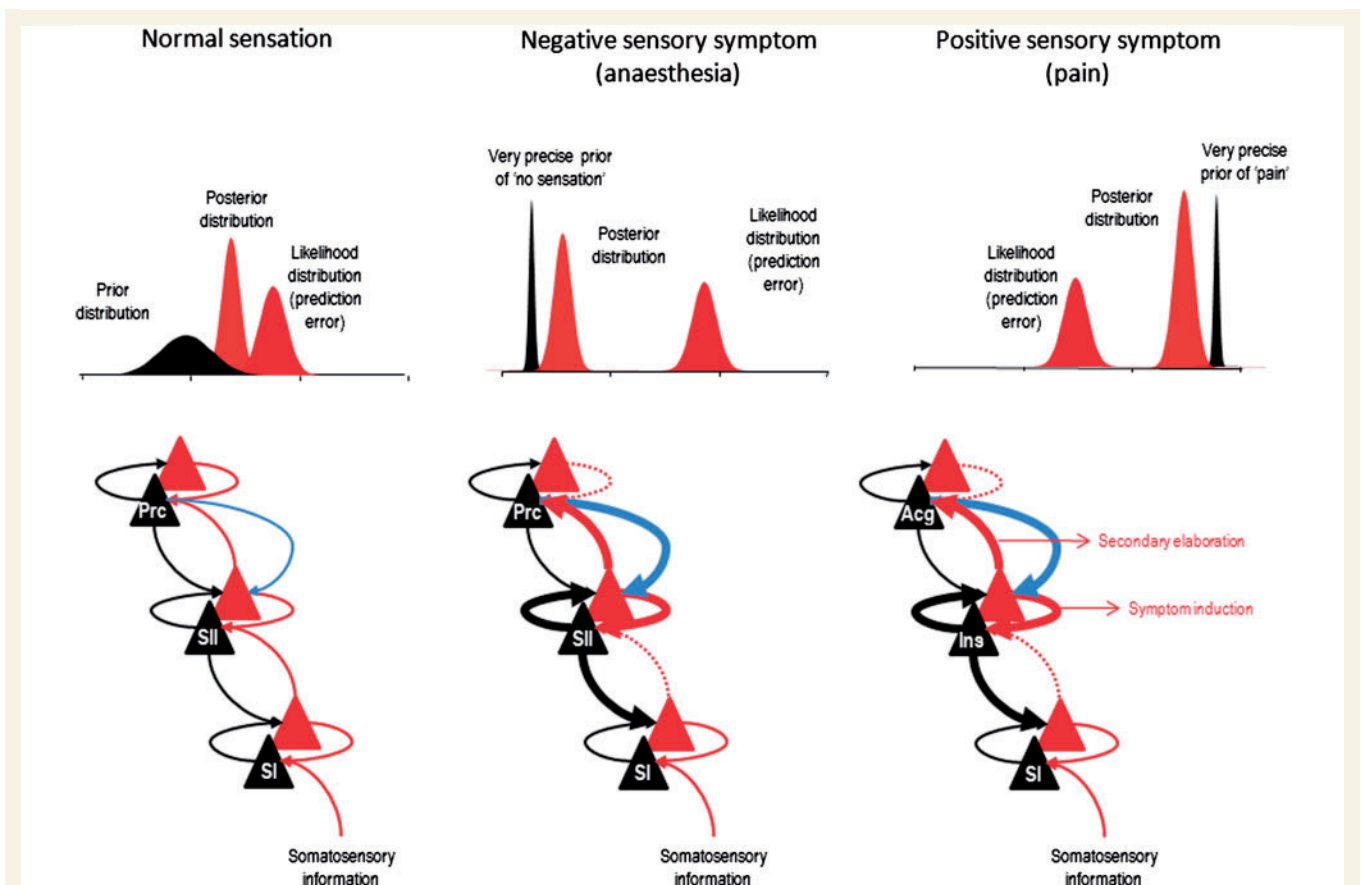 Normal sensation
Negative sensory symptom
(anaesthesia)
Positive sensory symptom
(pain)
Prior
distribution
Posterior
distribution
Likelihood
distribution
(prediction
error)
Very precise prior
of 'no sensation'
Posterior
distribution
Likelihood
distribution
(prediction
error)
Likelihood
distribution
(prediction
error)
Posterior
distribution
Very precise
prior of 'pain'
Prc
SII
SI
Somatosensory
information
Prc
SII
SI
Somatosensory
information
Acg
Secondary elaboration
Symptom induction
Ins
SI
Somatosensory
information